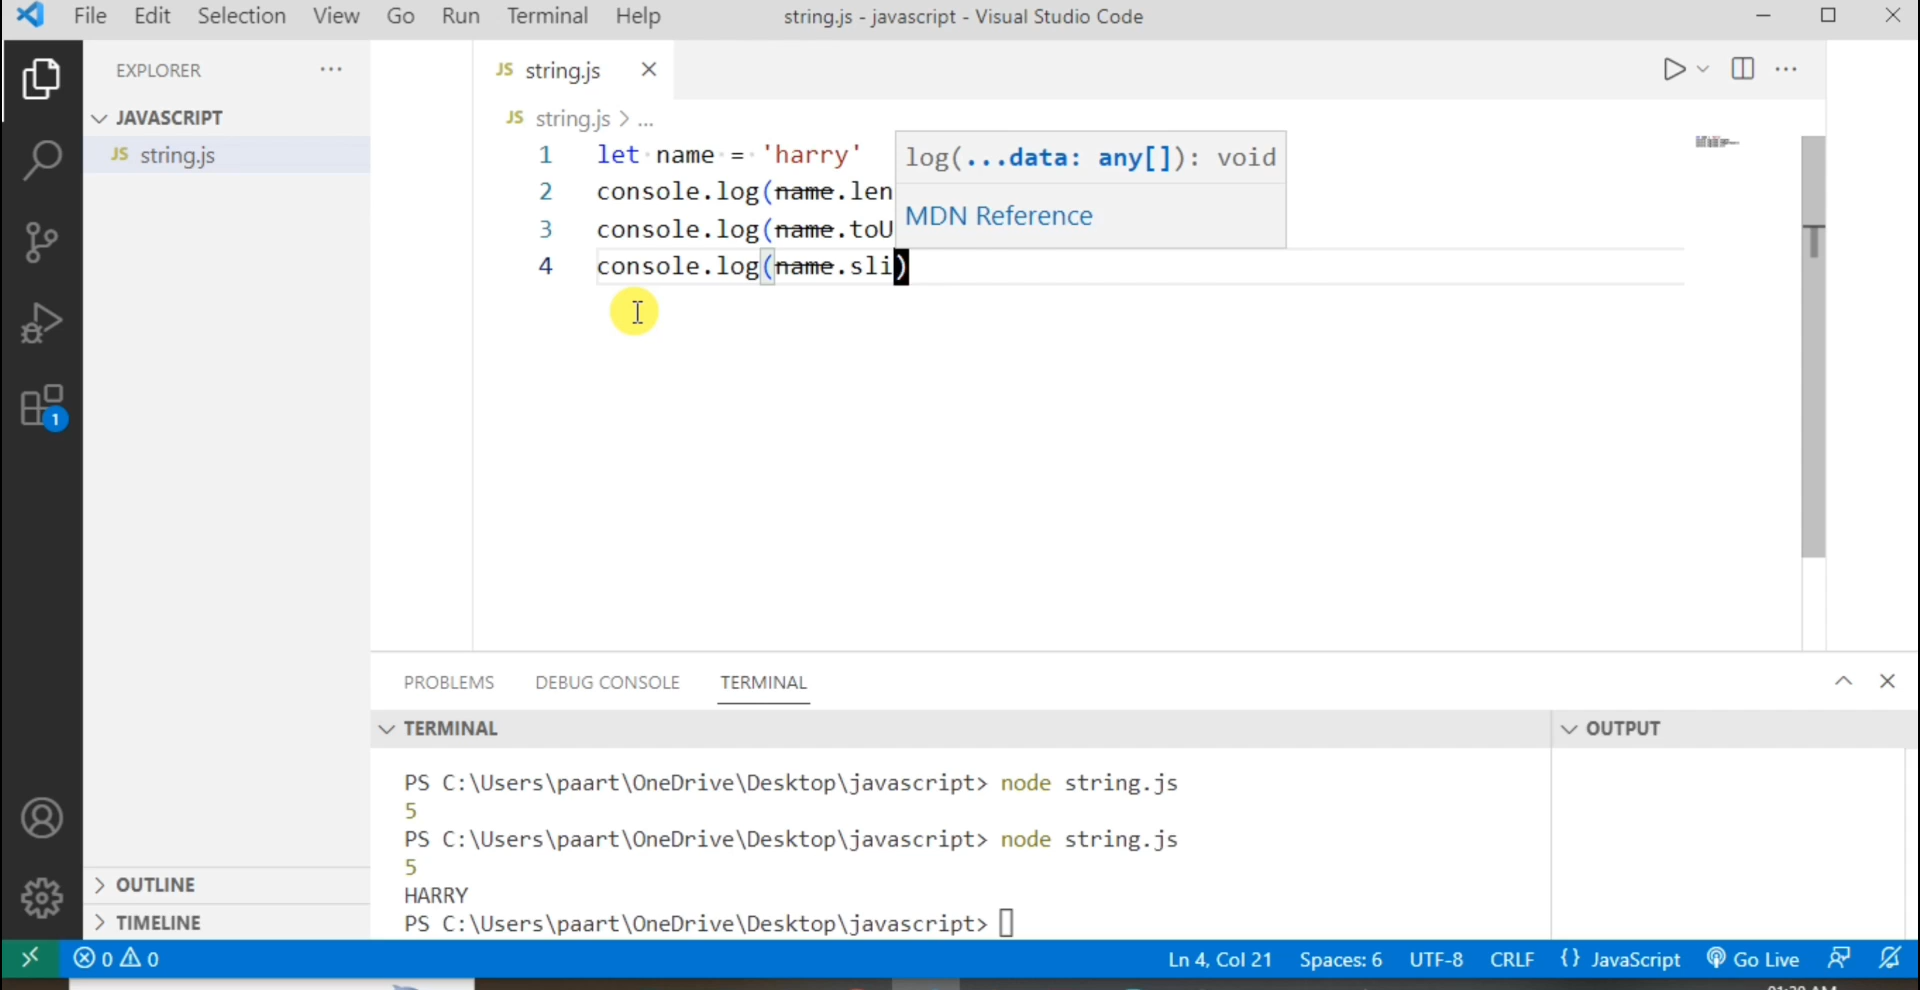 File Edit Selection View Go Run Terminal Help string.js - javascript - Visual Studio Code
EXPLORER
JAVASCRIPT
JS string.js
OUTLINE
TIMELINE
1
JS string.js
JS string.js > ...
1 let name = 'harry'
2 console.log(name.len
3 console.log(name.toU
4 console.log(name.sli)
log(...data: any[]): void
MDN Reference
PROBLEMS DEBUG CONSOLE TERMINAL
TERMINAL
OUTPUT
PS C:\Users\paart\OneDrive\Desktop\javascript> node string.js
5
PS C:\Users\paart\OneDrive\Desktop\javascript> node string.js
5
HARRY
PS C:\Users\paart\OneDrive\Desktop\javascript>
0 0 Ln 4, Col 21 Spaces: 6 UTF-8 CRLF {} JavaScript Go Live